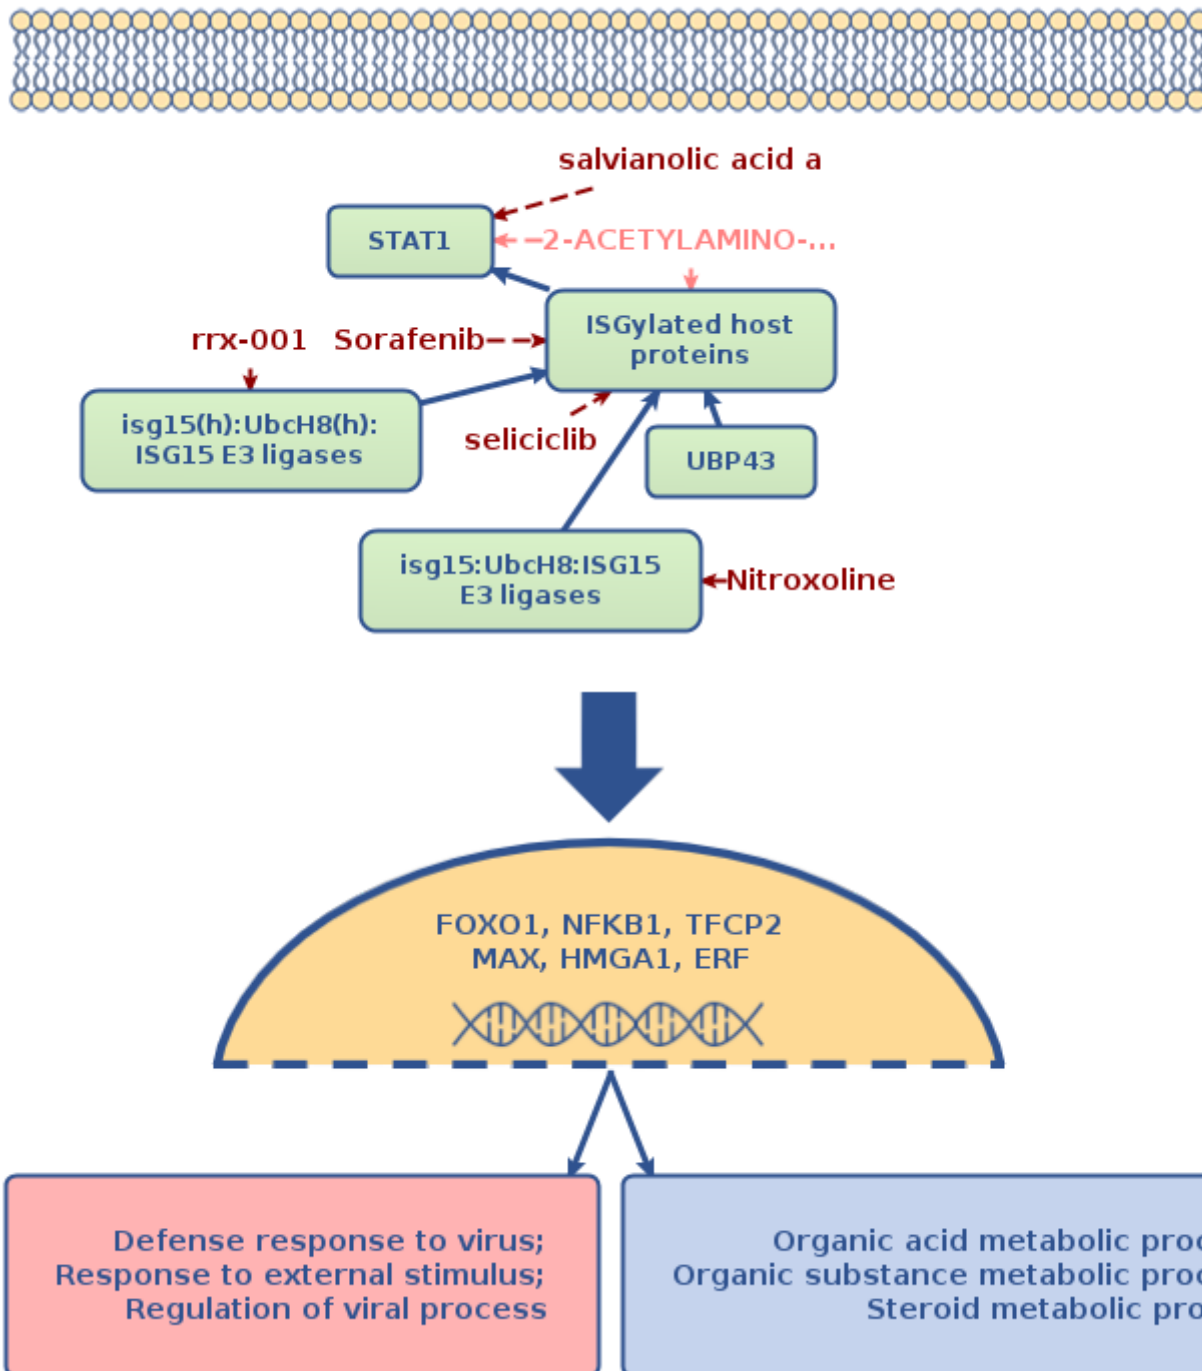 salvianolic acid a
STAT1
2-ACETYLAMINO-...
ISGylated host
proteins
rrx-001
Sorafenib
isg15(h):UbcH8(h):
ISG15 E3 ligases
seliciclib
UBP43
isg15:UbcH8:ISG15
E3 ligases
Nitroxoline
FOXO1, NFKB1, TFCP2
MAX, HMGA1, ERF
Defense response to virus;
Response to external stimulus;
Regulation of viral process
Organic acid metabolic proc
Organic substance metabolic proc
Steroid metabolic pro